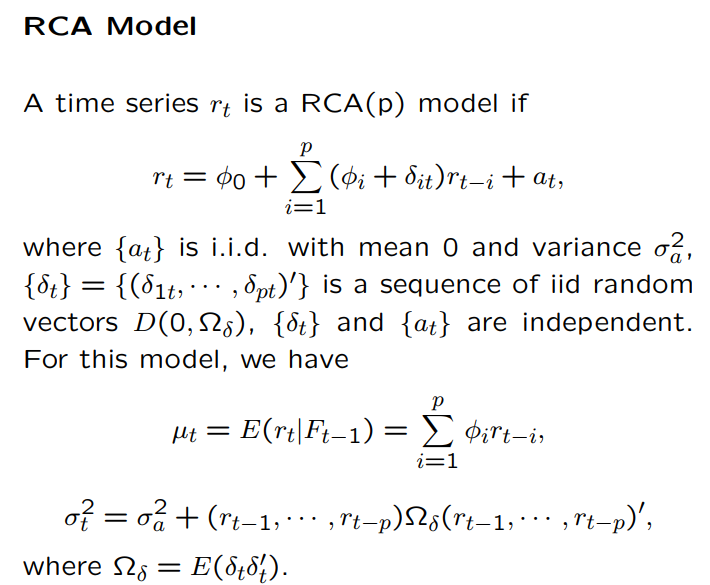 RCA Model
A time series r_t is a RCA(p) model if
r_t = ϕ_0 + ∑_{i=1}^{p} (ϕ_i + δ_{it})r_{t−i} + a_t,
where {a_t} is i.i.d. with mean 0 and variance σ_a^2,
{δ_t} = {(δ_{1t}, ⋯ , δ_{pt})′} is a sequence of iid random
vectors D(0, Ω_δ), {δ_t} and {a_t} are independent.
For this model, we have
μ_t = E(r_t|F_{t−1}) = ∑_{i=1}^{p} ϕ_i r_{t−i},
σ_t^2 = σ_a^2 + (r_{t−1}, ⋯ , r_{t−p})Ω_δ(r_{t−1}, ⋯ , r_{t−p})′,
where Ω_δ = E(δ_t δ_t′).